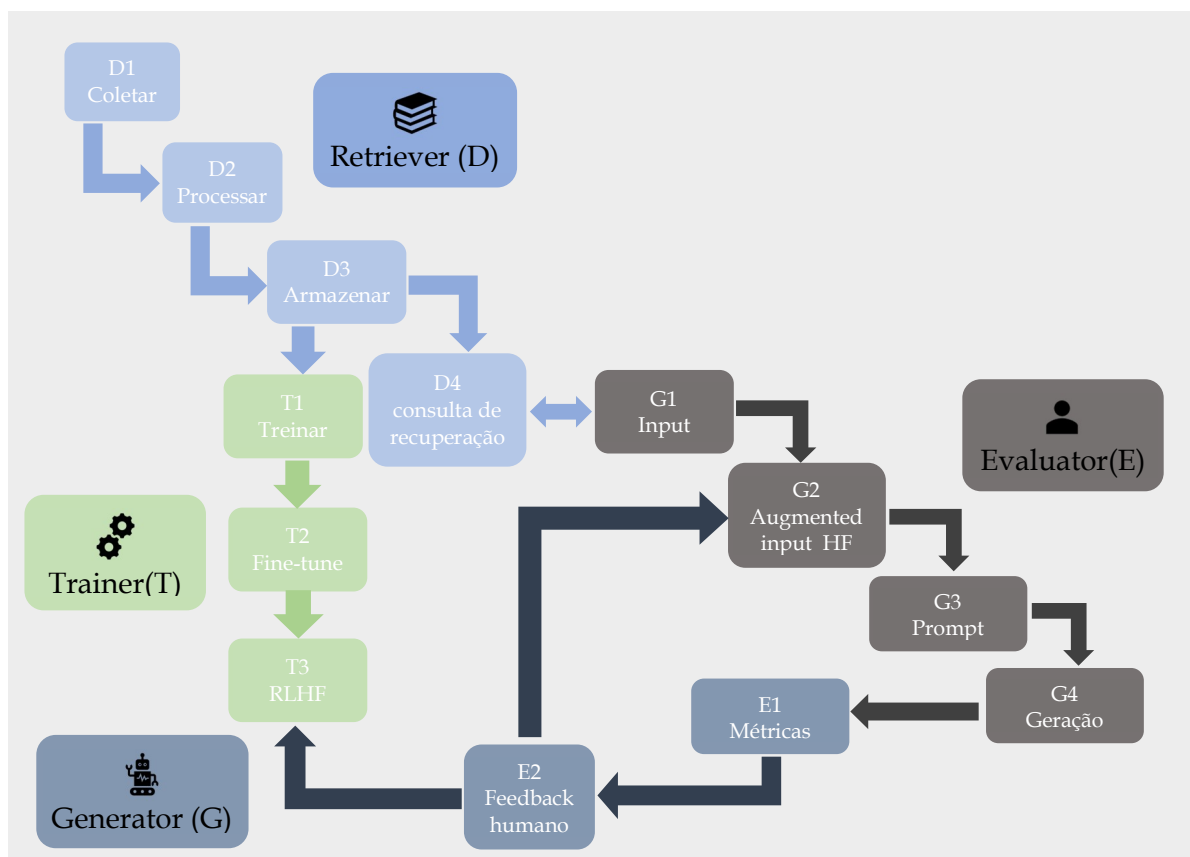 D1
Coletar
Retriever (D)
D2
Processar
D3
Armazenar
T1
Treinar
D4
consulta de
recuperação
G1
Input
Evaluator(E)
G2
Augmented
input HF
Trainer(T)
T2
Fine-tune
G3
Prompt
T3
RLHF
G4
Geração
E1
Métricas
Generator (G)
E2
Feedback
humano